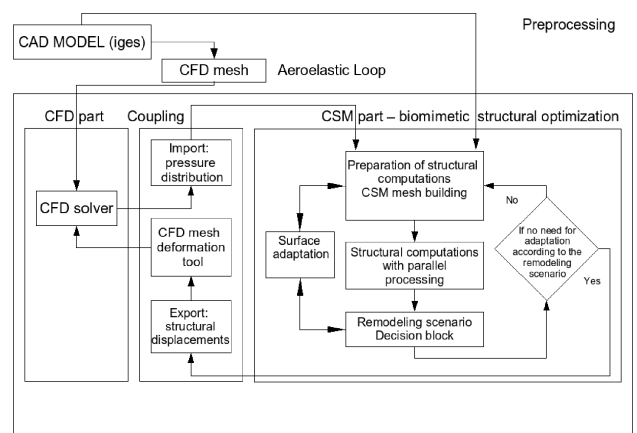 Preprocessing
CAD MODEL (iges)
CFD mesh
Aeroelastic Loop
CFD part
Coupling
CSM part – biomimetic structural optimization
Import:
pressure
distribution
CFD solver
CFD mesh
deformation
tool
Export:
structural
displacements
Preparation of structural
computations
CSM mesh building
Surface
adaptation
Structural computations
with parallel
processing
Remodeling scenario
Decision block
No
If no need for
adaptation
according to the
remodeling
scenario
Yes